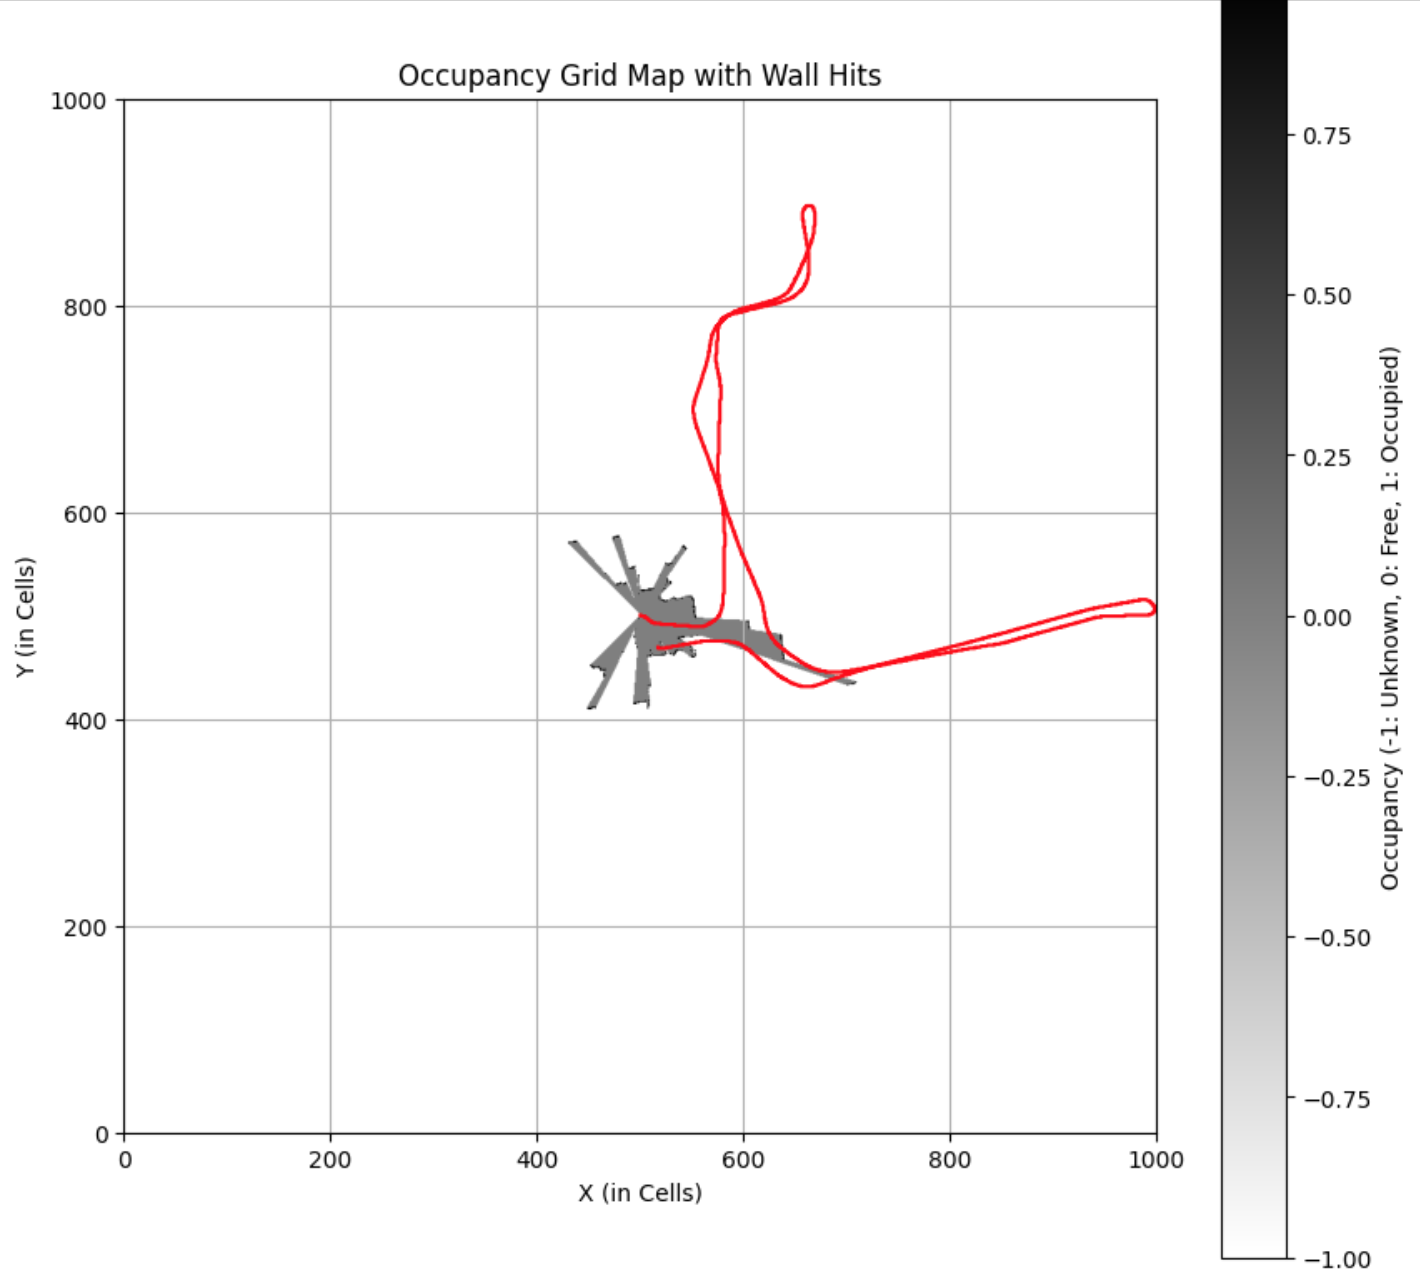 Occupancy Grid Map with Wall Hits
1000
800
600
400
200
0
Y (in Cells)
0 200 400 600 800 1000
X (in Cells)
0.75
0.50
0.25
0.00
−0.25
−0.50
−0.75
−1.00
Occupancy (-1: Unknown, 0: Free, 1: Occupied)